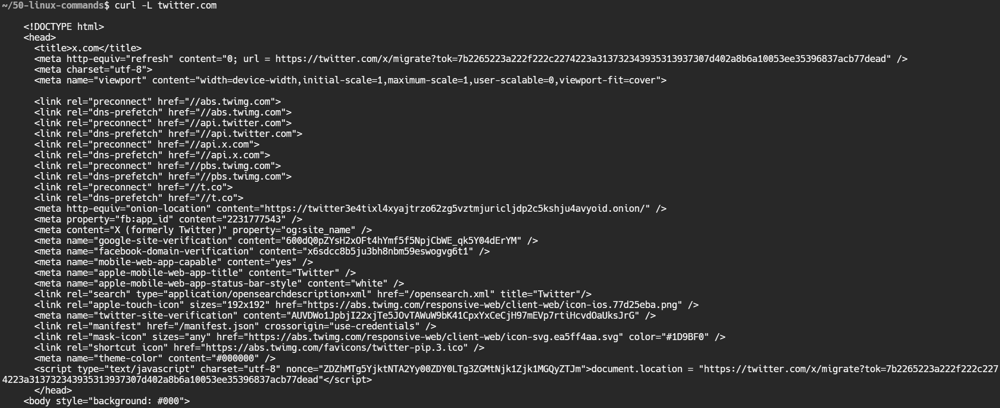 ~/50-linux-commands$ curl -L twitter.com
<!DOCTYPE html>
<head>
<title>x.com</title>
<meta http-equiv="refresh" content="0; url = https://twitter.com/x/migrate?tok=7b2265223a222f222c2274223a313732343935313937307d402a8b6a10053ee35396837acb77dead" />
<meta charset="utf-8">
<meta name="viewport" content="width=device-width,initial-scale=1,maximum-scale=1,user-scalable=0,viewport-fit=cover">
<link rel="preconnect" href="//abs.twimg.com">
<link rel="dns-prefetch" href="//abs.twimg.com">
<link rel="preconnect" href="//api.twitter.com">
<link rel="dns-prefetch" href="//api.twitter.com">
<link rel="preconnect" href="//api.x.com">
<link rel="dns-prefetch" href="//api.x.com">
<link rel="preconnect" href="//pbs.twimg.com">
<link rel="dns-prefetch" href="//pbs.twimg.com">
<link rel="preconnect" href="//t.co">
<link rel="dns-prefetch" href="//t.co">
<meta http-equiv="onion-location" content="https://twitter3e4tixl4xyajtrzo62zg5vztmjuricljdp2c5kshju4avyoid.onion/" />
<meta property="fb:app_id" content="2231777543" />
<meta content="X (formerly Twitter)" property="og:site_name" />
<meta name="google-site-verification" content="600dQ0pZYsH2xOFt4hYmf5f5NpjCbWE_qk5Y04dErYM" />
<meta name="facebook-domain-verification" content="x6sdcc8b5ju3bh8nbm59eswogvg6t1" />
<meta name="mobile-web-app-capable" content="yes" />
<meta name="apple-mobile-web-app-title" content="Twitter" />
<meta name="apple-mobile-web-app-status-bar-style" content="white" />
<link rel="search" type="application/opensearchdescription+xml" href="/opensearch.xml" title="Twitter"/>
<link rel="apple-touch-icon" sizes="192x192" href="https://abs.twimg.com/responsive-web/client-web/icon-ios.77d25eba.png" />
<meta name="twitter-site-verification" content="AUVDWo1JpbjI22xjTe5JOvTAWuW9bK41CpxYxCeCjH97mEVp7rtiHcvdOaUksJrG" />
<link rel="manifest" href="/manifest.json" crossorigin="use-credentials" />
<link rel="mask-icon" sizes="any" href="https://abs.twimg.com/responsive-web/client-web/icon-svg.ea5ff4aa.svg" color="#1D9BF0" />
<link rel="shortcut icon" href="https://abs.twimg.com/favicons/twitter-pip.3.ico" />
<meta name="theme-color" content="#000000" />
<script type="text/javascript" charset="utf-8" nonce="ZDZhMTg5YjktNTA2Yy00ZDY0LTg3ZGMtNjk1Zjk1MGQyZTJm">document.location = "https://twitter.com/x/migrate?tok=7b2265223a222f222c227
4223a313732343935313937307d402a8b6a10053ee35396837acb77dead"</script>
</head>
<body style="background: #000">